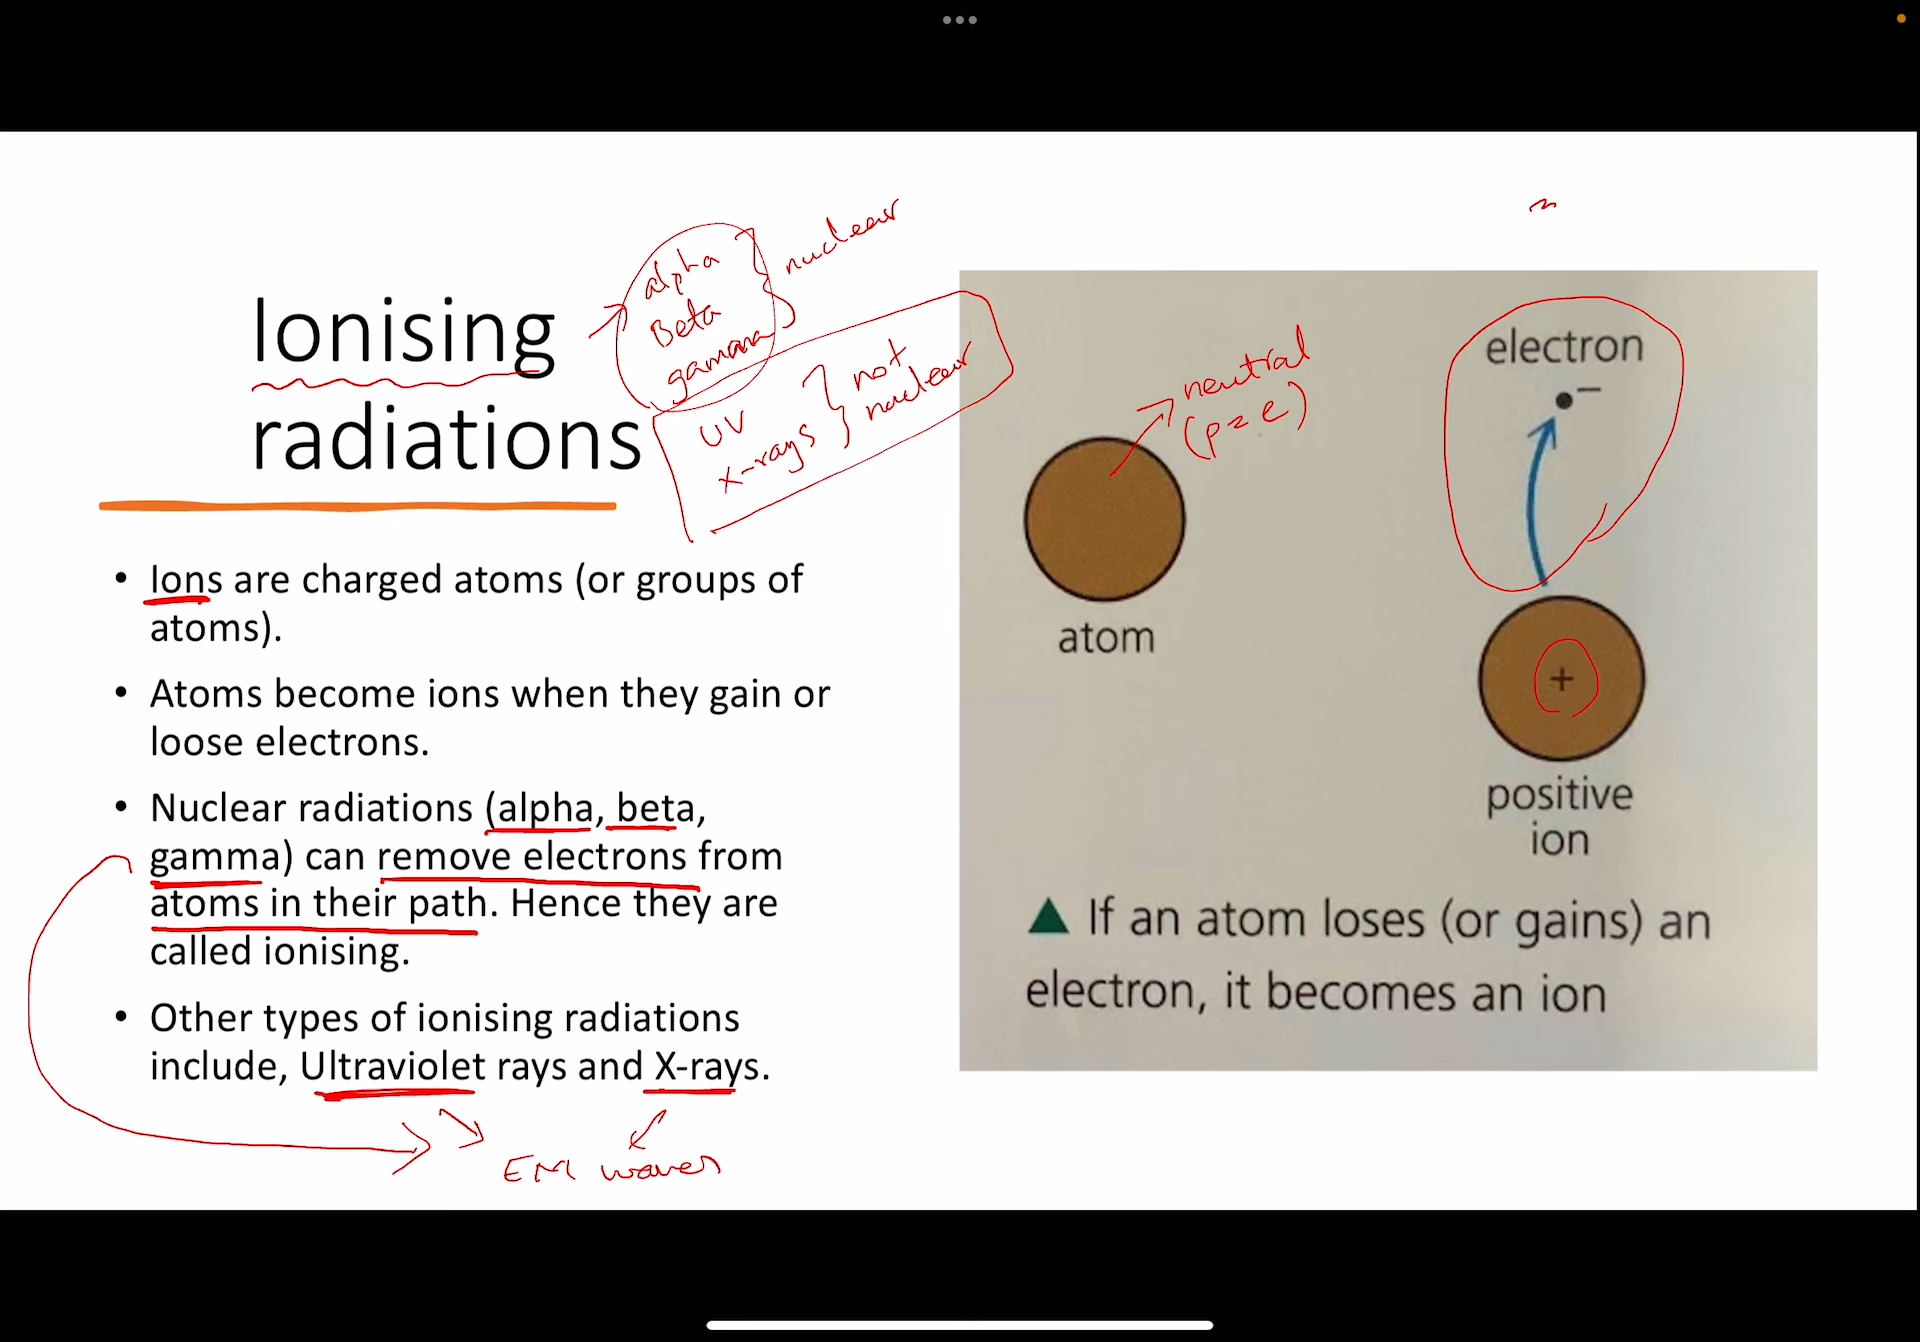 Ionising
radiations
alpha
Beta
gamma
nuclear
UV
X-rays
not
nuclear
• Ions are charged atoms (or groups of
atoms).
• Atoms become ions when they gain or
loose electrons.
• Nuclear radiations (alpha, beta,
gamma) can remove electrons from
atoms in their path. Hence they are
called ionising.
• Other types of ionising radiations
include, Ultraviolet rays and X-rays.
EM waves
neutral
(p=e)
atom
electron
−
+
positive
ion
▲ If an atom loses (or gains) an
electron, it becomes an ion